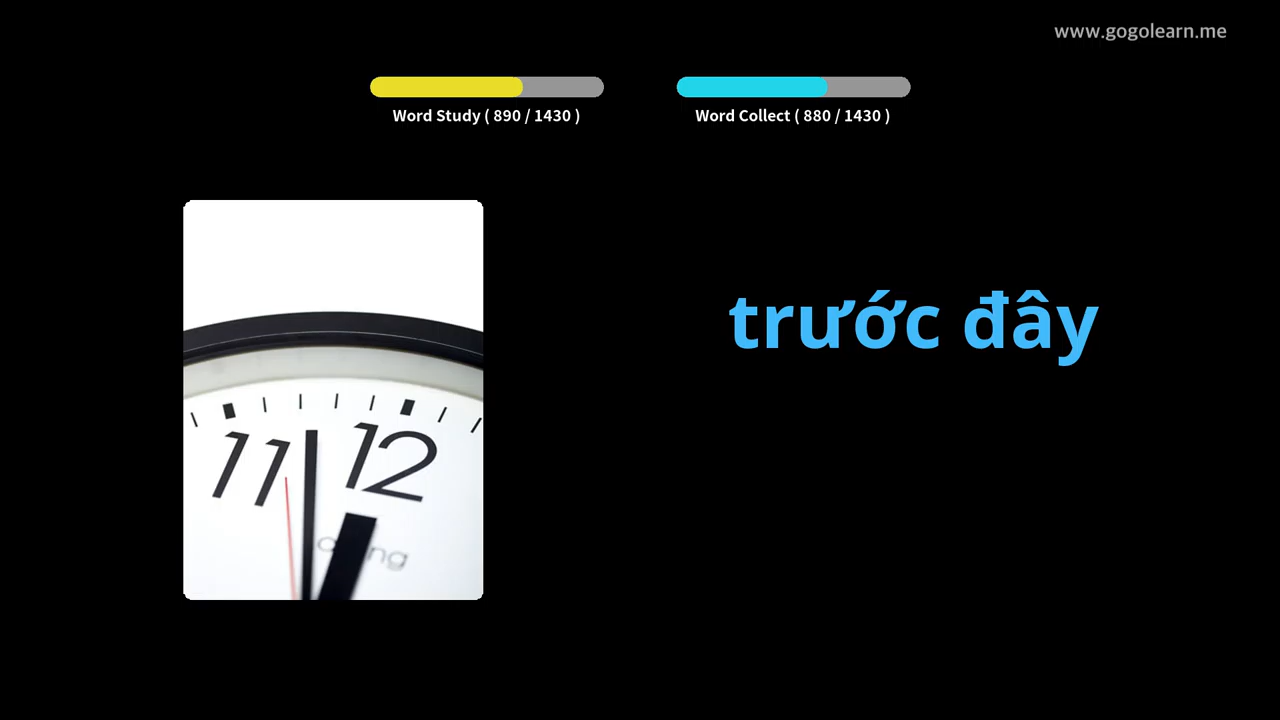 www.gogolearn.me
Word Study ( 890 / 1430 )
Word Collect ( 880 / 1430 )
trước đây
11 12